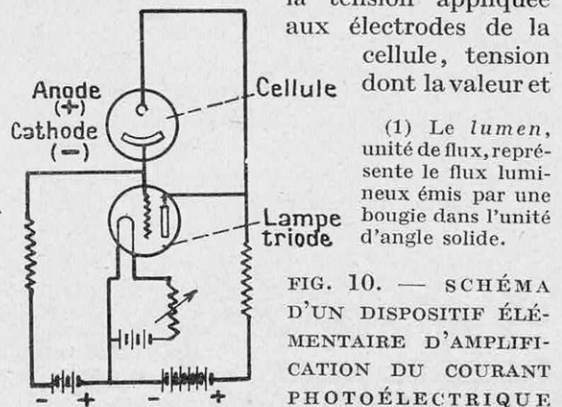 la tension appliquée
aux électrodes de la
cellule, tension
dont la valeur et
Anode
(+)
Cathode
(-)
Cellule
Lampe
triode
(1) Le lumen,
unité de flux, repré-
sente le flux lumi-
neux émis par une
bougie dans l'unité
d'angle solide.
- +
- +
FIG. 10. — SCHÉMA
D'UN DISPOSITIF ÉLÉ-
MENTAIRE D'AMPLIFI-
CATION DU COURANT
PHOTOÉLECTRIQUE